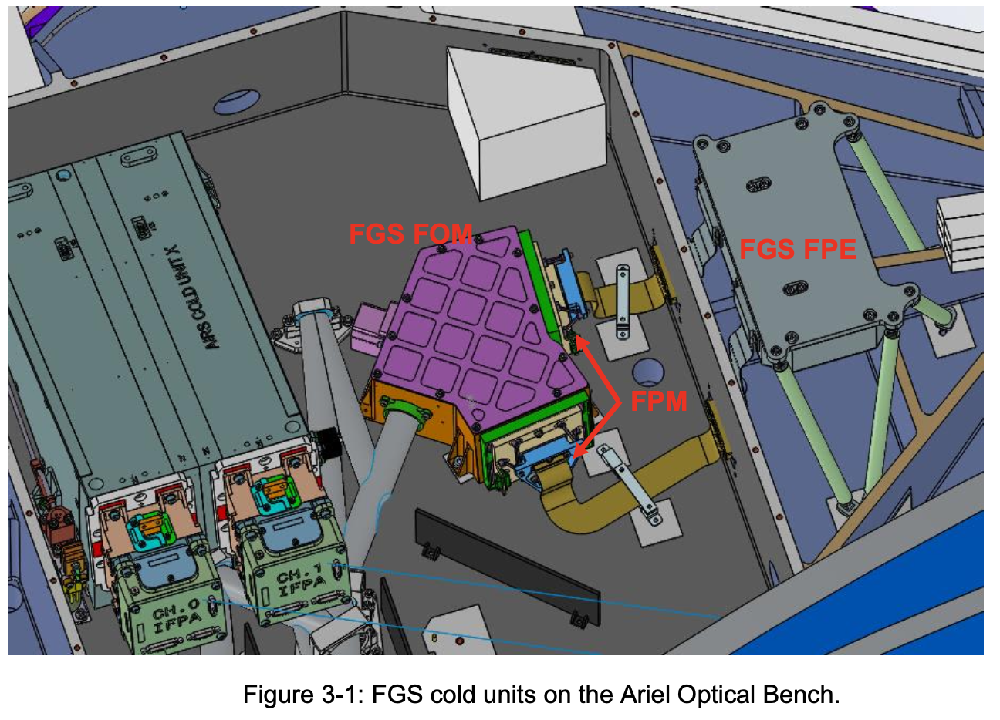 FGS FOM
FGS FPE
AIRS COLD UNIT X
FPM
CH.1
IFPA
CH.0
IFPA
Figure 3-1: FGS cold units on the Ariel Optical Bench.